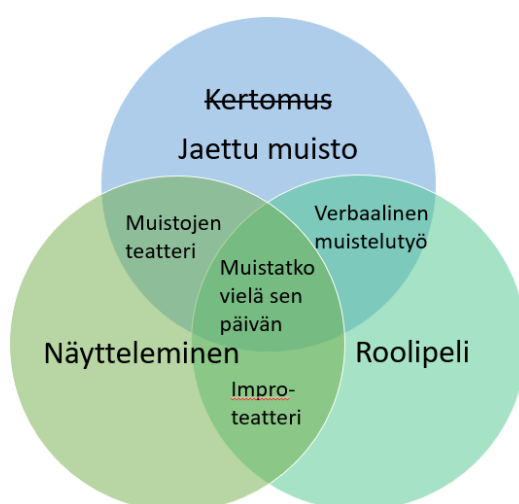 Kertomus
Jaettu muisto
Muistojen
teatteri
Verbaalinen
muistelutyö
Muistatko
vielä sen
päivän
Näytteleminen
Roolipeli
Impro-
teatteri